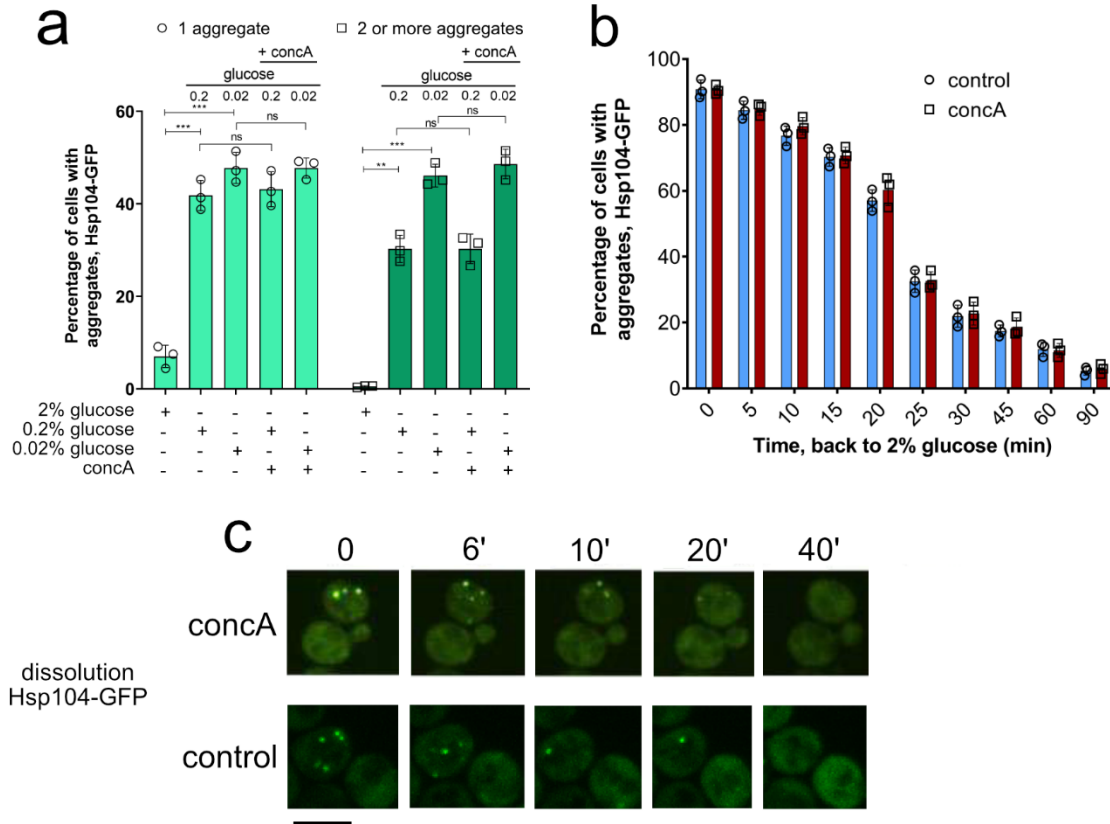 a
1 aggregate
2 or more aggregates
+ concA
+ concA
glucose
glucose
0.2 0.02 0.2 0.02
0.2 0.02 0.2 0.02
Percentage of cells with
aggregates, Hsp104-GFP
60
40
20
0
***
***
ns
ns
**
***
ns
ns
2% glucose + - - - - + - - - -
0.2% glucose - + - + - - + - + -
0.02% glucose - - + - + - - + - +
concA - - - + + - - - + +
b
control
concA
Percentage of cells with
aggregates, Hsp104-GFP
100
80
60
40
20
0
0 5 10 15 20 25 30 45 60 90
Time, back to 2% glucose (min)
c
0 6' 10' 20' 40'
concA
dissolution
Hsp104-GFP
control